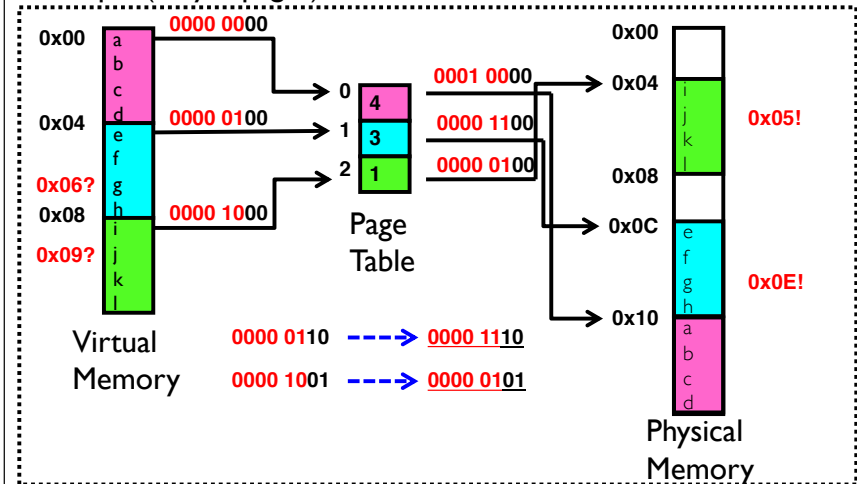 0x00
a
b
c
d
0x04
e
f
0x06?
g
h
0x08
i
0x09?
j
k
l
Virtual
Memory
0000 0000
0000 0100
0000 1000
0
4
1
3
2
1
Page
Table
0001 0000
0000 1100
0000 0100
0000 0110
0000 1110
0000 1001
0000 0101
0x00
0x04
i
j
k
l
0x05!
0x08
0x0C
e
f
g
h
0x0E!
0x10
a
b
c
d
Physical
Memory